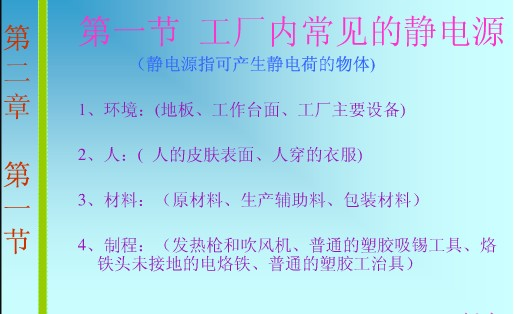 第二章 第一节
第一节 工厂内常见的静电源
（静电源指可产生静电荷的物体)
1、环境：(地板、工作台面、工厂主要设备)
2、人：( 人的皮肤表面、人穿的衣服)
3、材料：（原材料、生产辅助料、包装材料）
4、制程：（发热枪和吹风机、普通的塑胶吸锡工具、烙
铁头未接地的电烙铁、普通的塑胶工治具）